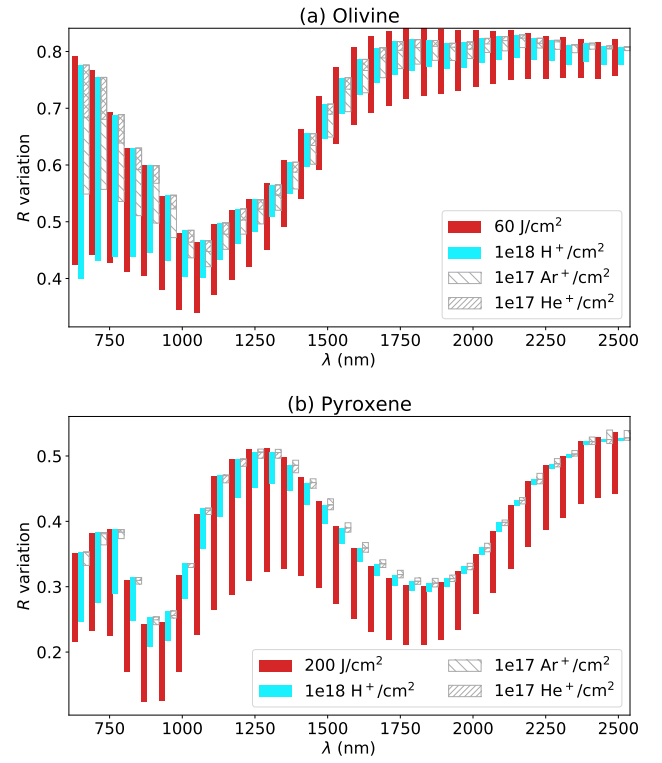 (a) Olivine
0.8
0.7
0.6
0.5
0.4
R variation
60 J/cm²
1e18 H⁺/cm²
1e17 Ar⁺/cm²
1e17 He⁺/cm²
750 1000 1250 1500 1750 2000 2250 2500
λ (nm)
(b) Pyroxene
0.5
0.4
0.3
0.2
R variation
200 J/cm² 1e17 Ar⁺/cm²
1e18 H⁺/cm² 1e17 He⁺/cm²
750 1000 1250 1500 1750 2000 2250 2500
λ (nm)